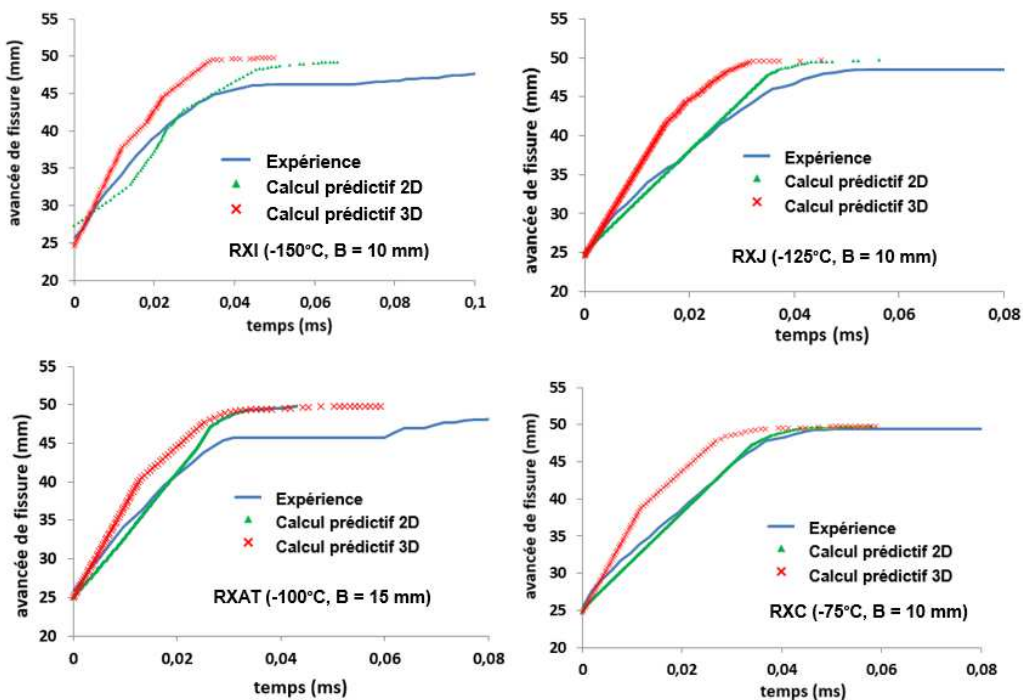 55
50
45
40
35
30
25
20
avancée de fissure (mm)
Expérience
Calcul prédictif 2D
Calcul prédictif 3D
RXI (-150°C, B = 10 mm)
0
0,02
0,04
0,06
0,08
0,1
temps (ms)
55
50
45
40
35
30
25
20
avancée de fissure (mm)
Expérience
Calcul prédictif 2D
Calcul prédictif 3D
RXJ (-125°C, B = 10 mm)
0
0,02
0,04
0,06
0,08
temps (ms)
55
50
45
40
35
30
25
20
avancée de fissure (mm)
Expérience
Calcul prédictif 2D
Calcul prédictif 3D
RXAT (-100°C, B = 15 mm)
0
0,02
0,04
0,06
0,08
temps (ms)
55
50
45
40
35
30
25
20
avancée de fissure (mm)
Expérience
Calcul prédictif 2D
Calcul prédictif 3D
RXC (-75°C, B = 10 mm)
0
0,02
0,04
0,06
0,08
temps (ms)